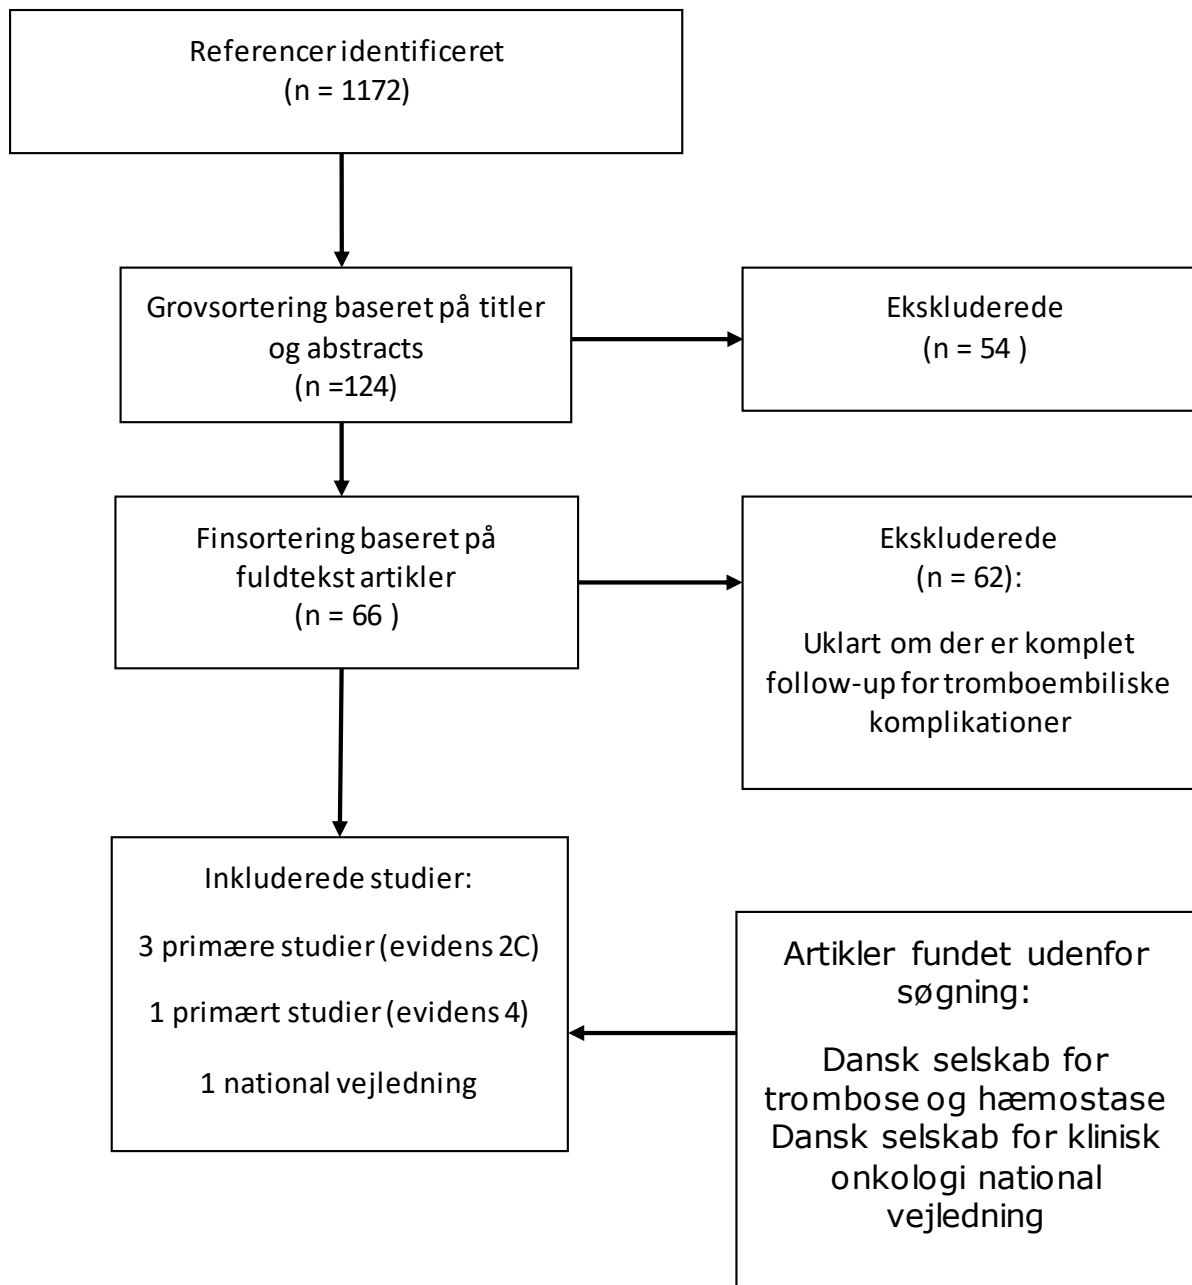 Referencer identificeret
(n = 1172)
Grovsortering baseret på titler
og abstracts
(n =124)
Ekskluderede
(n = 54 )
Finsortering baseret på
fuldtekst artikler
(n = 66 )
Ekskluderede
(n = 62):
Uklart om der er komplet
follow-up for tromboembiliske
komplikationer
Inkluderede studier:
3 primære studier (evidens 2C)
1 primært studier (evidens 4)
1 national vejledning
Artikler fundet udenfor
søgning:
Dansk selskab for
trombose og hæmostase
Dansk selskab for klinisk
onkologi national
vejledning